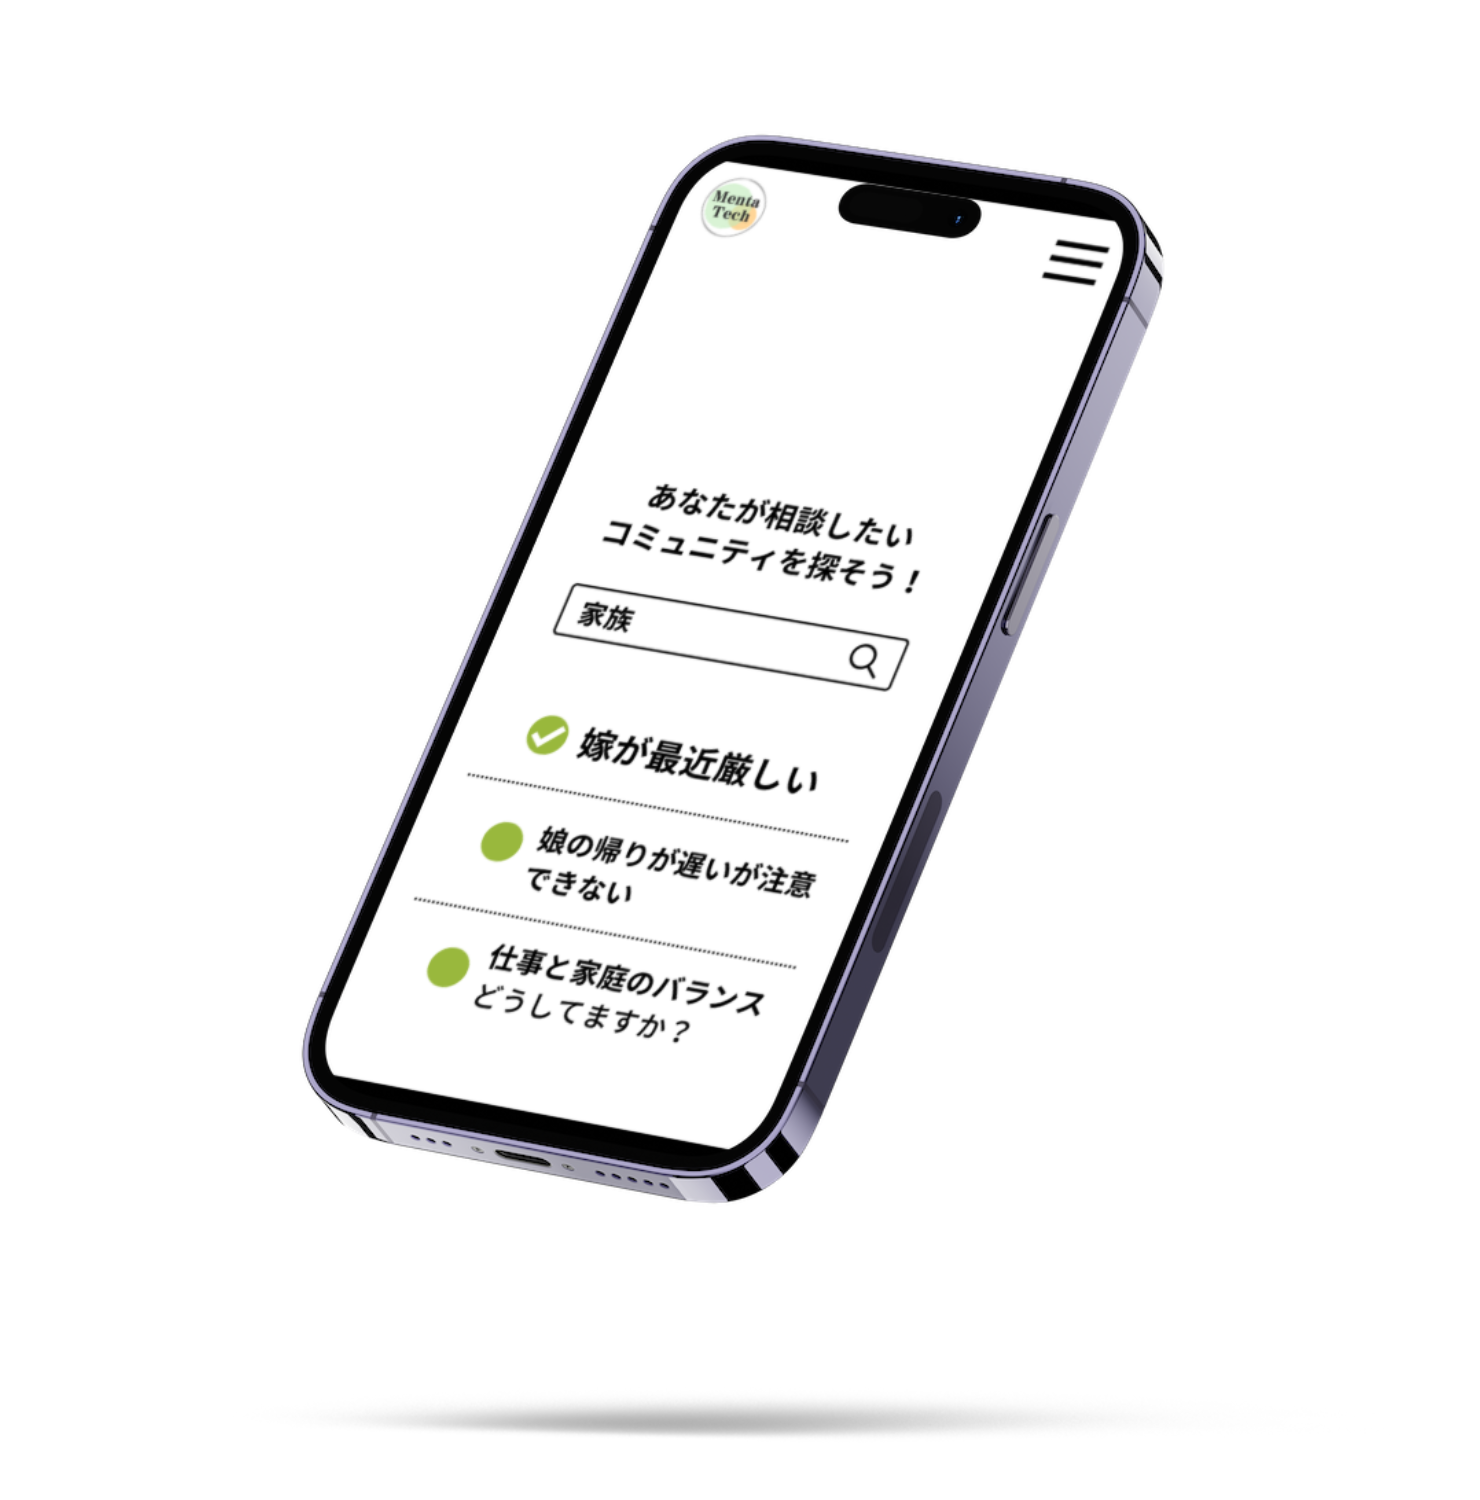 Menta
Tech
あなたが相談したい
コミュニティを探そう！
家族
嫁が最近厳しい
娘の帰りが遅いが注意
できない
仕事と家庭のバランス
どうしてますか？